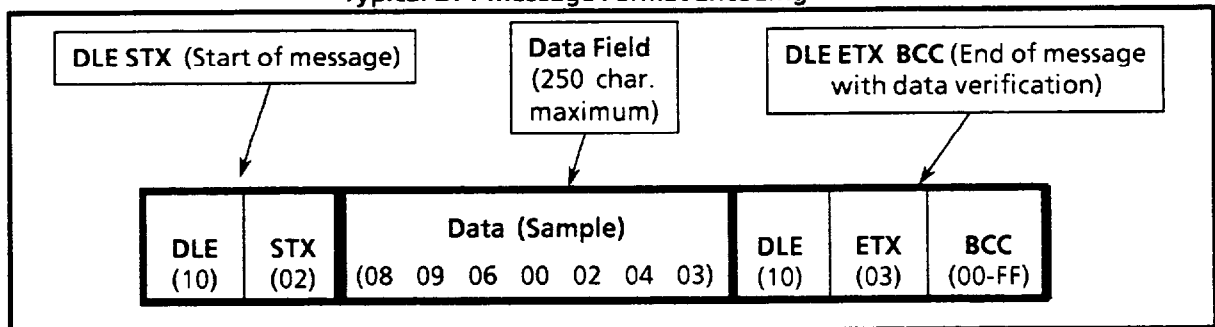 DLE STX (Start of message)
Data Field
(250 char.
maximum)
DLE ETX BCC (End of message
with data verification)
DLE
(10)
STX
(02)
Data (Sample)
(08 09 06 00 02 04 03)
DLE
(10)
ETX
(03)
BCC
(00-FF)